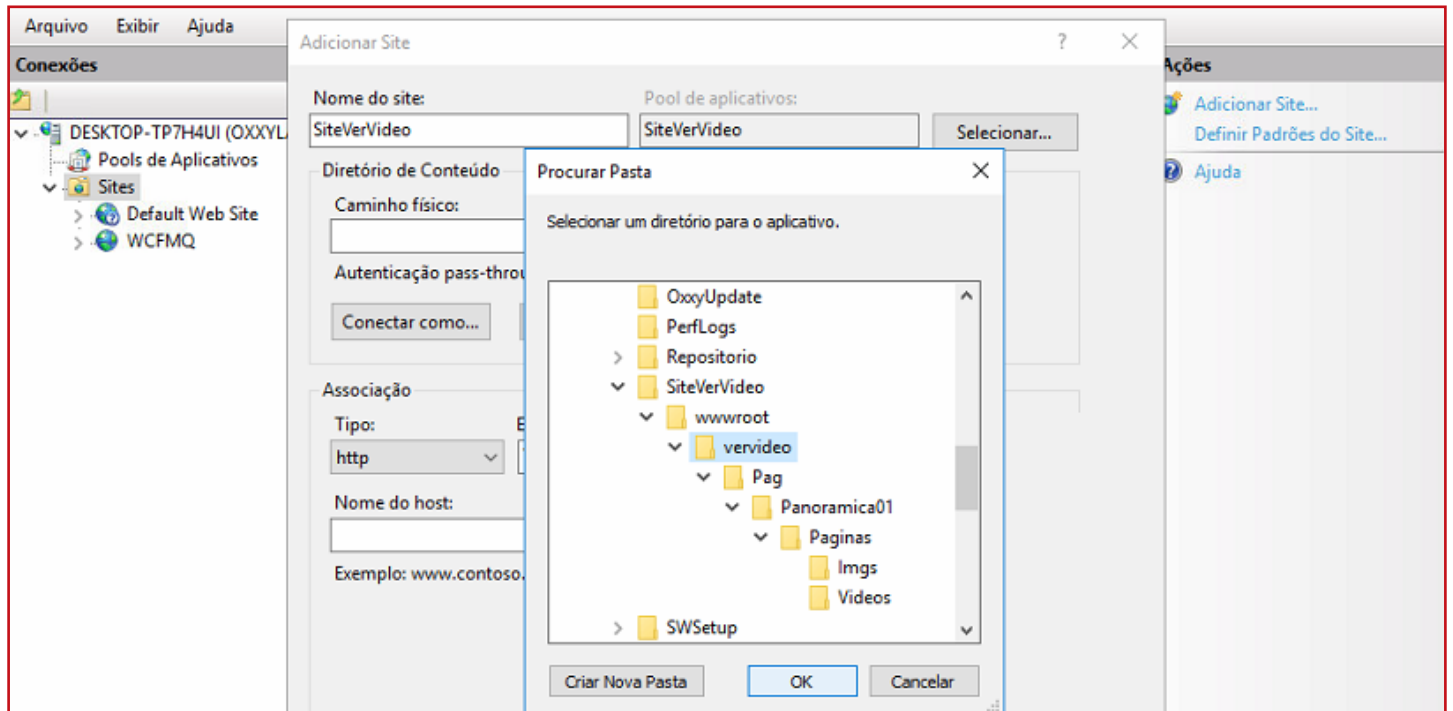 Arquivo Exibir Ajuda
Conexões
DESKTOP-TP7H4UI (OXXYL
Pools de Aplicativos
Sites
Default Web Site
WCFMQ
Adicionar Site
?
Nome do site:
SiteVerVideo
Pool de aplicativos:
SiteVerVideo
Selecionar...
Diretório de Conteúdo
Caminho físico:
Autenticação pass-throu
Conectar como...
Associação
Tipo:
E
http
Nome do host:
Exemplo: www.contoso.
Procurar Pasta
Selecionar um diretório para o aplicativo.
OxxyUpdate
PerfLogs
Repositorio
SiteVerVideo
wwwroot
vervideo
Pag
Panoramica01
Paginas
Imgs
Videos
SWSetup
Criar Nova Pasta
OK
Cancelar
Ações
Adicionar Site...
Definir Padrões do Site...
Ajuda